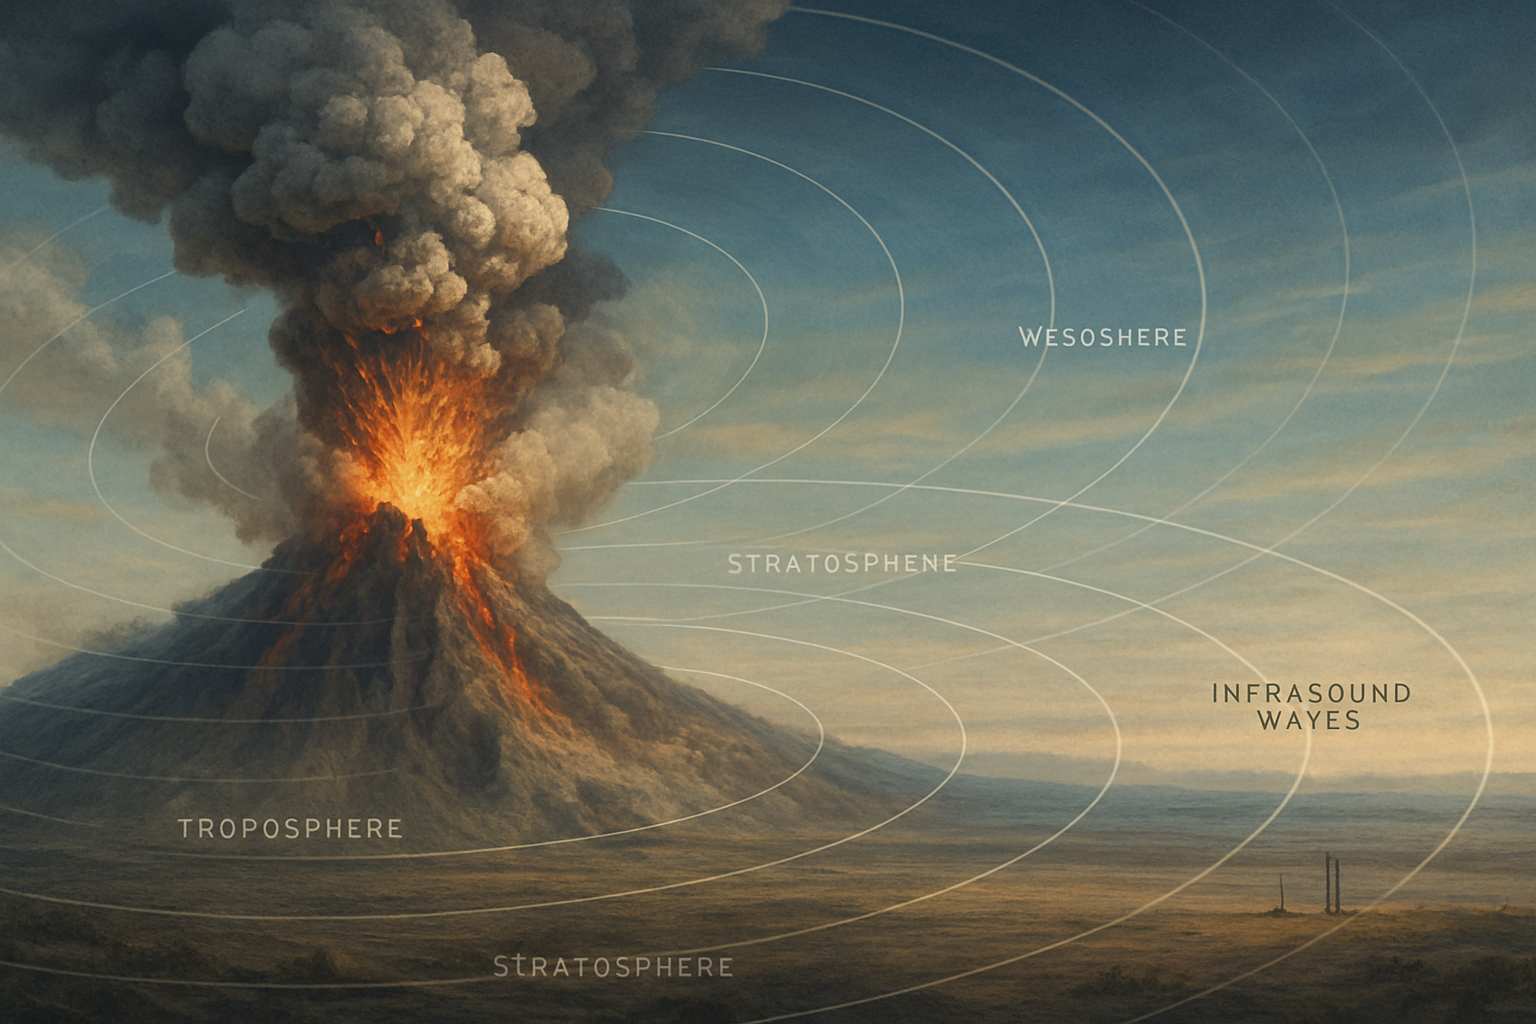 WESOSHERE
STRATOSPHENE
INFRASOUND
WAYES
TROPOSPHERE
StRATOSPHERE